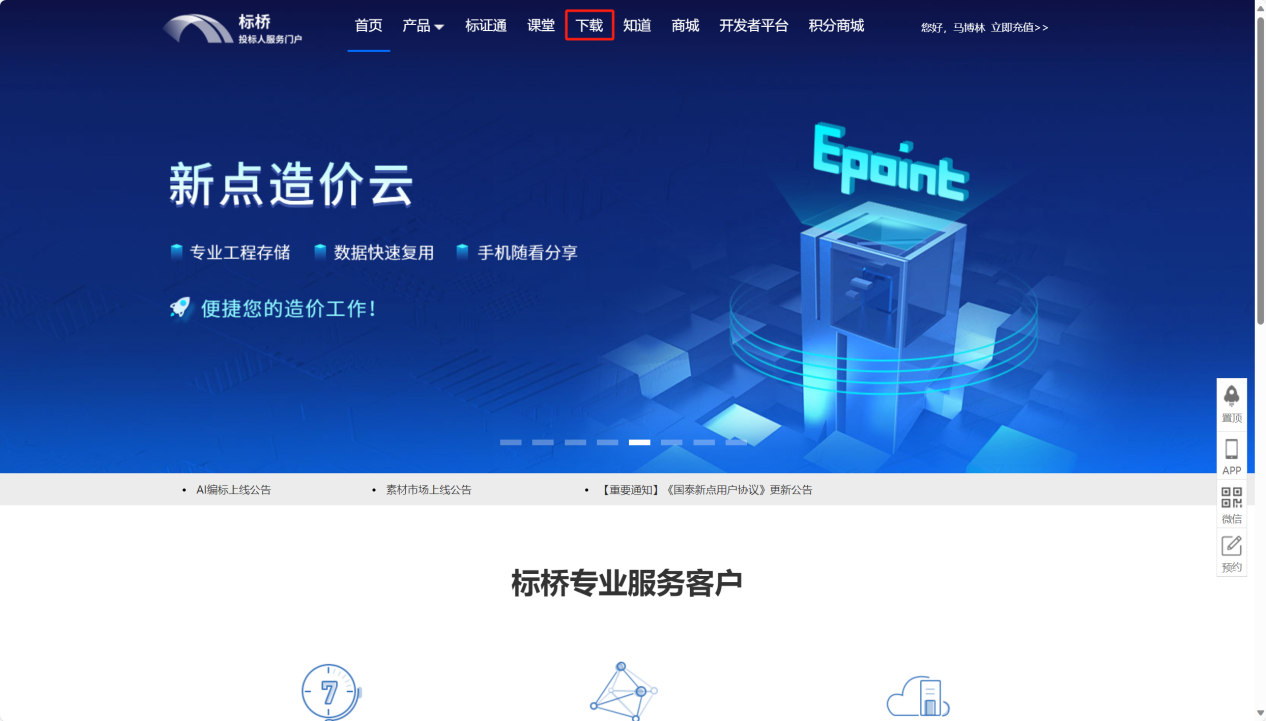 标桥
投标人服务门户
首页 产品 标证通 课堂 下载 知道 商城 开发者平台 积分商城
您好，马博林 立即充值>>
Epoint
新点造价云
专业工程存储 数据快速复用 手机随看分享
便捷您的造价工作！
置顶
APP
微信
预约
• AI编标上线公告 • 素材市场上线公告 • 【重要通知】《国泰新点用户协议》更新公告
标桥专业服务客户
7